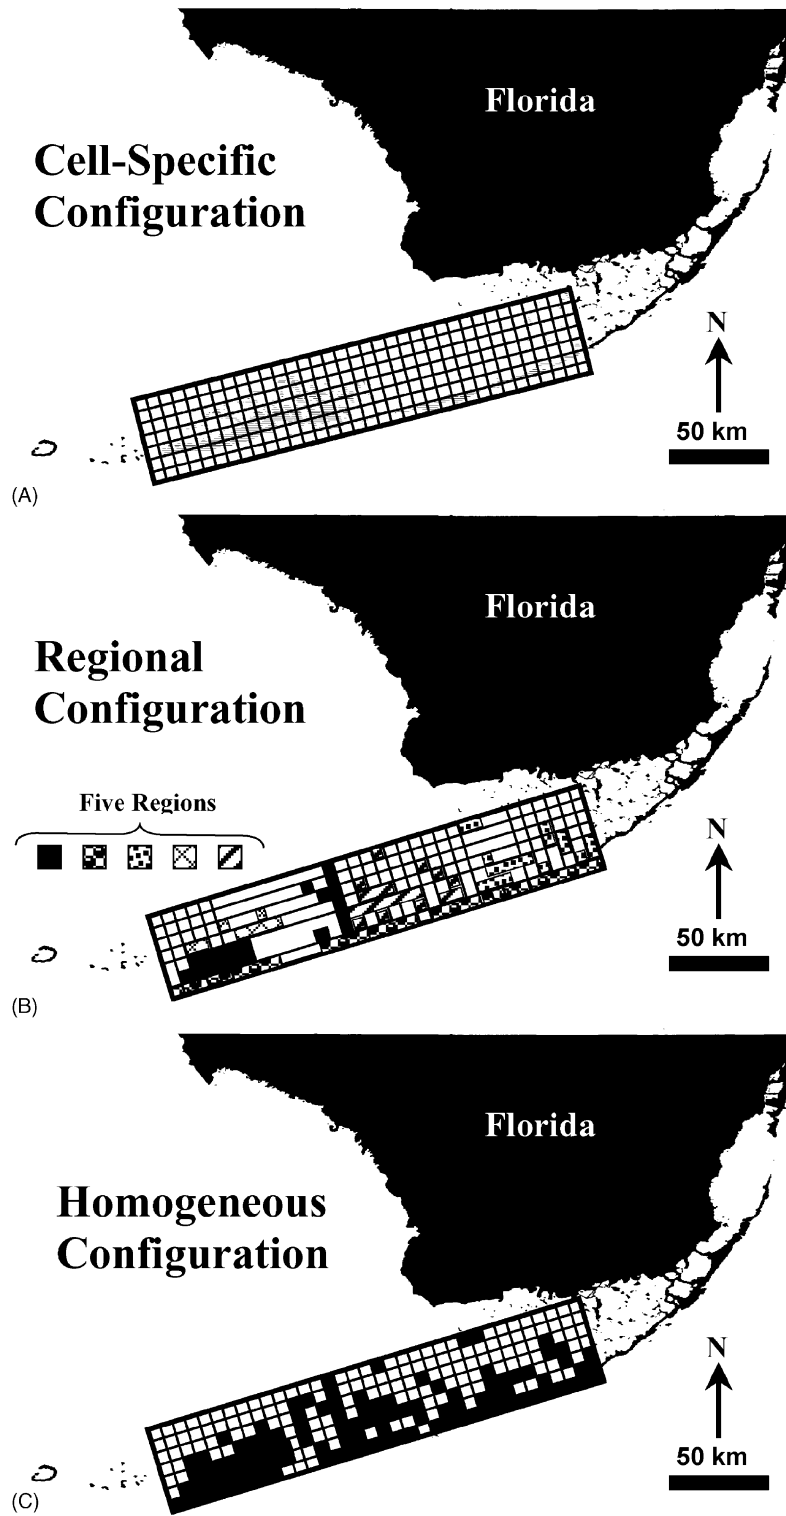 Florida
Cell-Specific
Configuration
N
50 km
(A)
Florida
Regional
Configuration
Five Regions
N
50 km
(B)
Florida
Homogeneous
Configuration
N
50 km
(C)